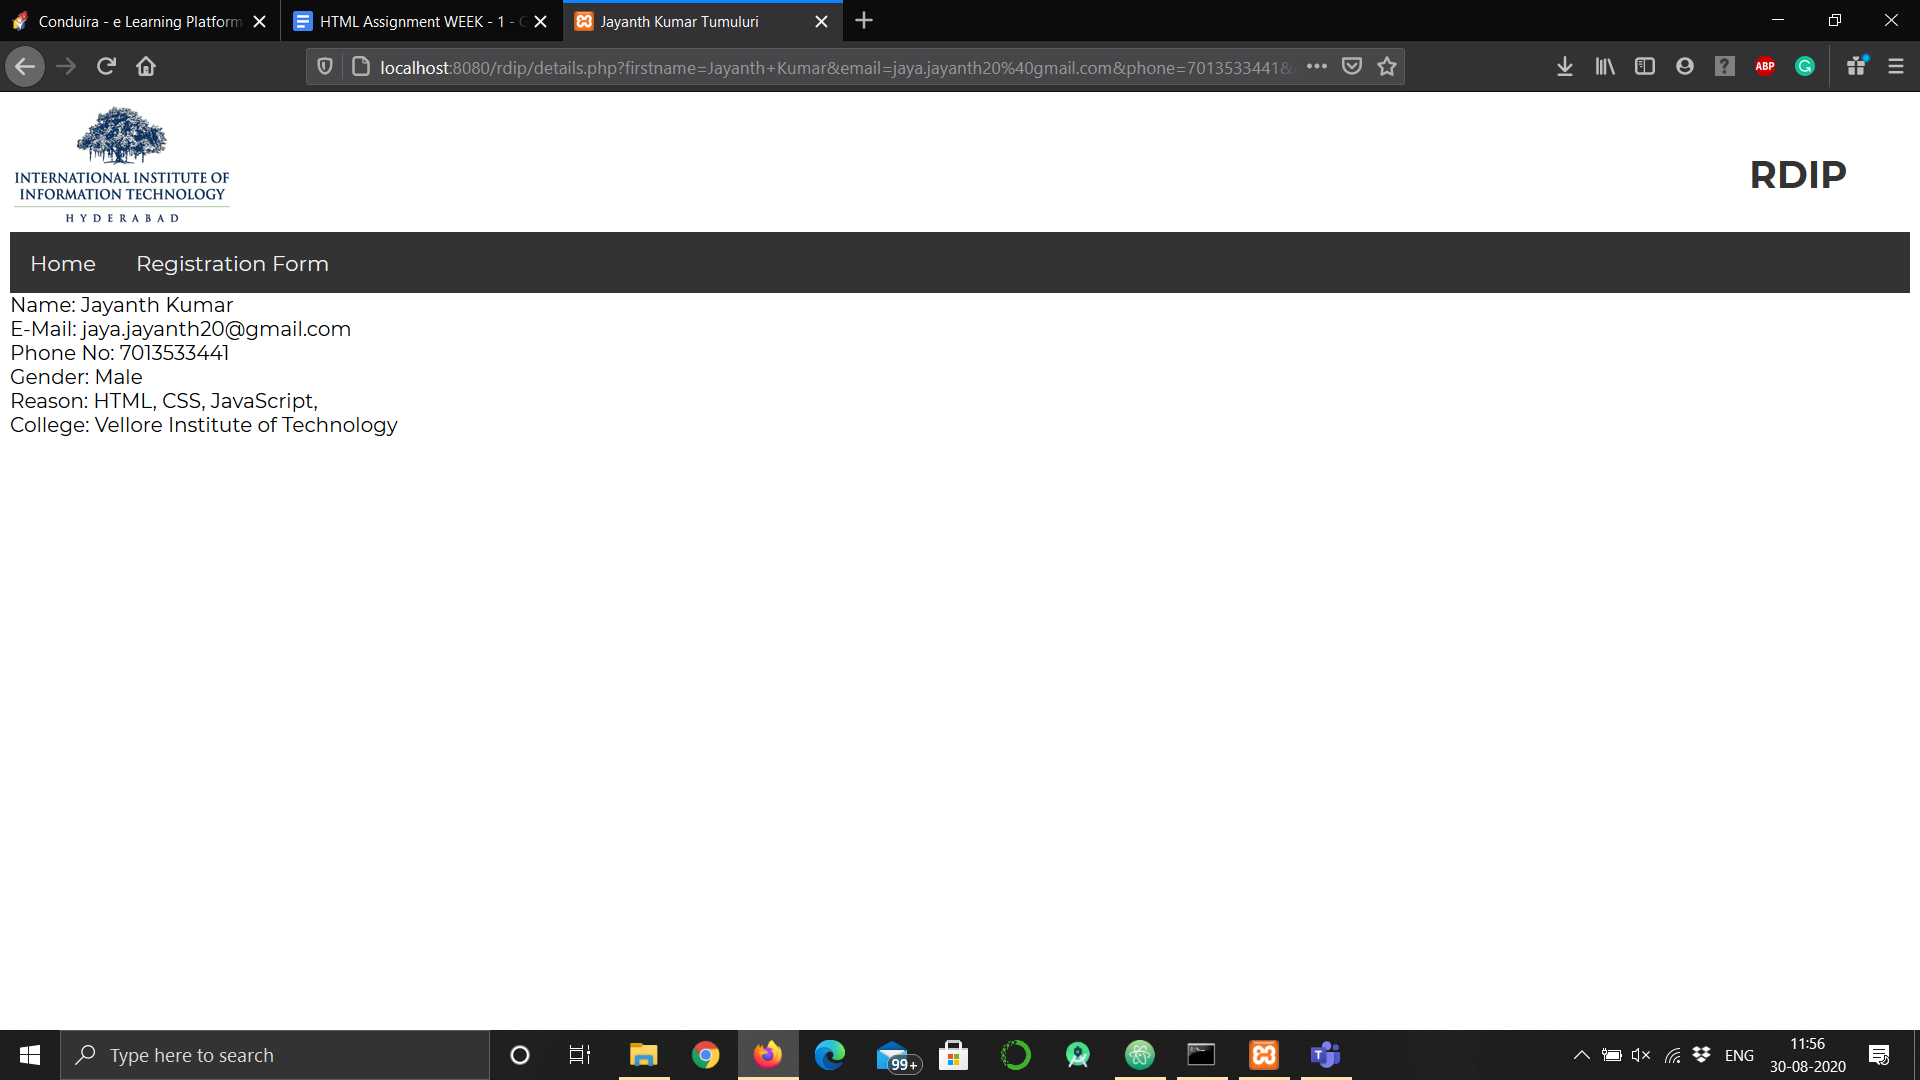 Conduira - e Learning Platform
HTML Assignment WEEK - 1 - G
Jayanth Kumar Tumuluri
localhost:8080/rdip/details.php?firstname=Jayanth+Kumar&email=jaya.jayanth20%40gmail.com&phone=7013533441&
ABP
INTERNATIONAL INSTITUTE OF
INFORMATION TECHNOLOGY
HYDERABAD
RDIP
Home Registration Form
Name: Jayanth Kumar
E-Mail: jaya.jayanth20@gmail.com
Phone No: 7013533441
Gender: Male
Reason: HTML, CSS, JavaScript,
College: Vellore Institute of Technology
Type here to search
99+
ENG
11:56
30-08-2020